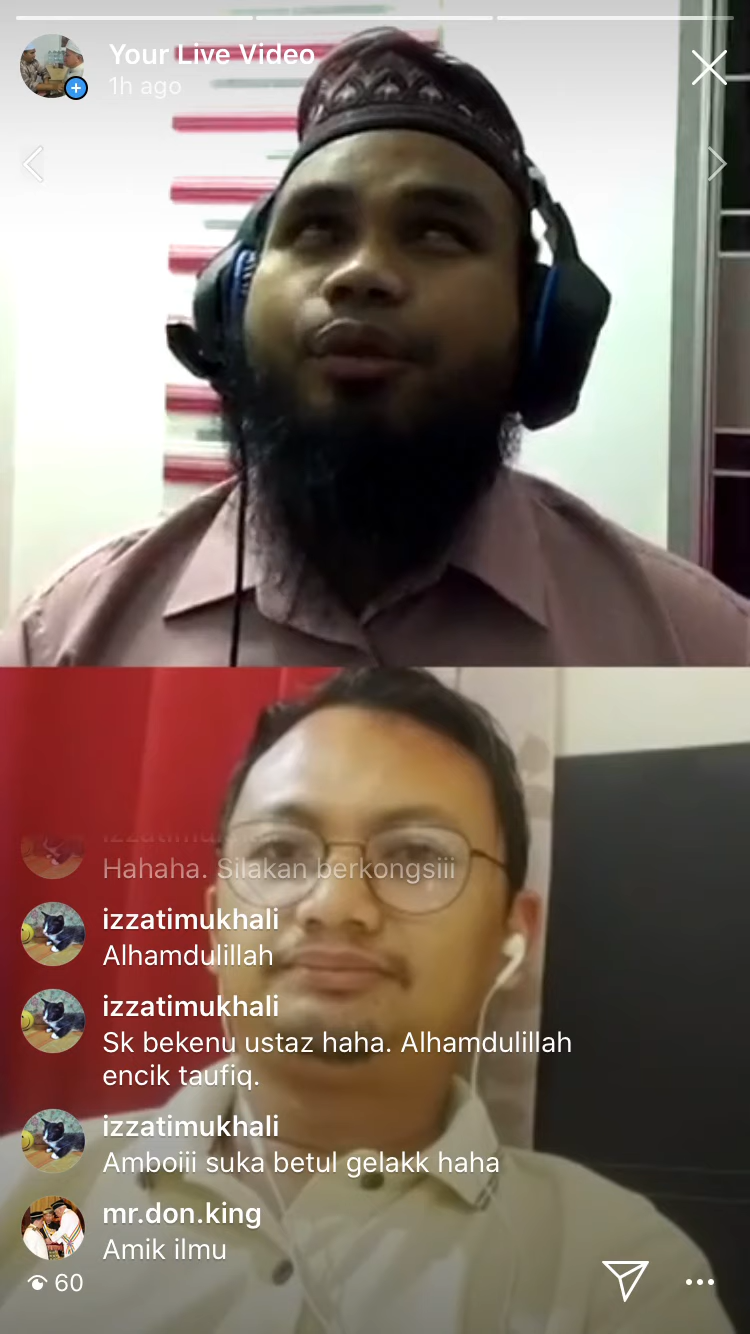 Your Live Video
1h ago
izzatimukhali
Hahaha. Silakan berkongsiii
izzatimukhali
Alhamdulillah
izzatimukhali
Sk bekenu ustaz haha. Alhamdulillah
encik taufiq.
izzatimukhali
Amboiii suka betul gelakk haha
mr.don.king
Amik ilmu
60